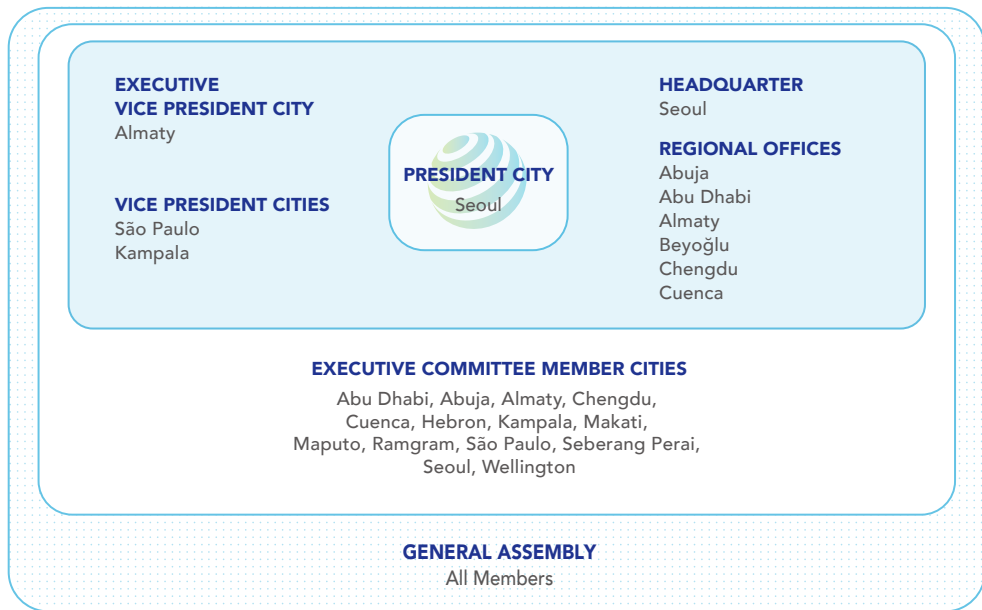 EXECUTIVE
VICE PRESIDENT CITY
Almaty
VICE PRESIDENT CITIES
São Paulo
Kampala
PRESIDENT CITY
Seoul
HEADQUARTER
Seoul
REGIONAL OFFICES
Abuja
Abu Dhabi
Almaty
Beyoğlu
Chengdu
Cuenca
EXECUTIVE COMMITTEE MEMBER CITIES
Abu Dhabi, Abuja, Almaty, Chengdu,
Cuenca, Hebron, Kampala, Makati,
Maputo, Ramgram, São Paulo, Seberang Perai,
Seoul, Wellington
GENERAL ASSEMBLY
All Members